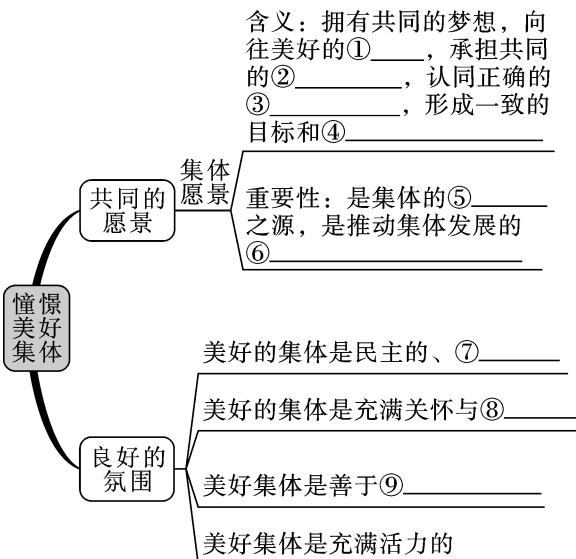 含义：拥有共同的梦想，向
往美好的①____，承担共同
的②________，认同正确的
③__________，形成一致的
目标和④________________
集体
愿景
共同的
愿景
重要性：是集体的⑤______
之源，是推动集体发展的
⑥____________________
憧憬
美好
集体
美好的集体是民主的、⑦______
美好的集体是充满关怀与⑧______
良好的
氛围
美好集体是善于⑨___________
美好集体是充满活力的